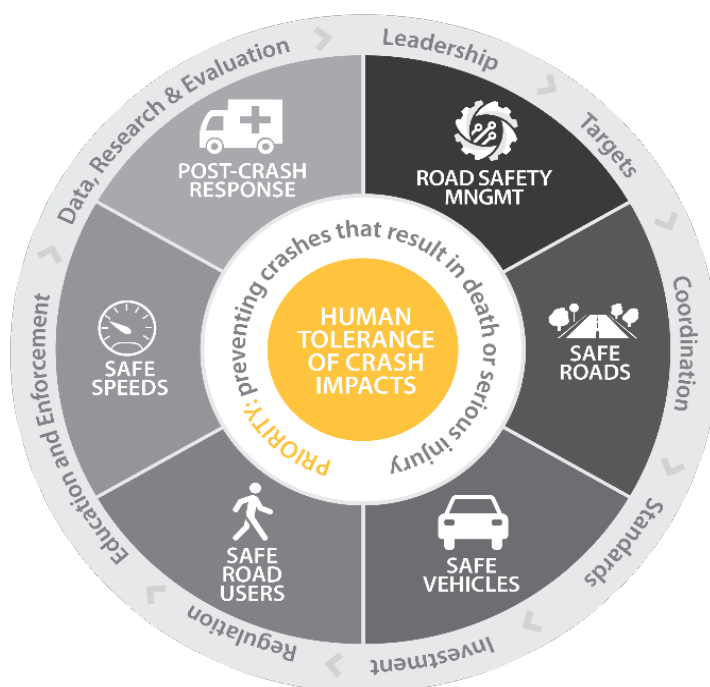 Leadership
Targets
Coordination
Standards
Investment
Regulation
Education and Enforcement
Data, Research & Evaluation
ROAD SAFETY
MNGMT
SAFE
ROADS
SAFE
VEHICLES
SAFE
ROAD
USERS
SAFE
SPEEDS
POST-CRASH
RESPONSE
PRIORITY: preventing crashes that result in death or serious injury
HUMAN
TOLERANCE
OF CRASH
IMPACTS